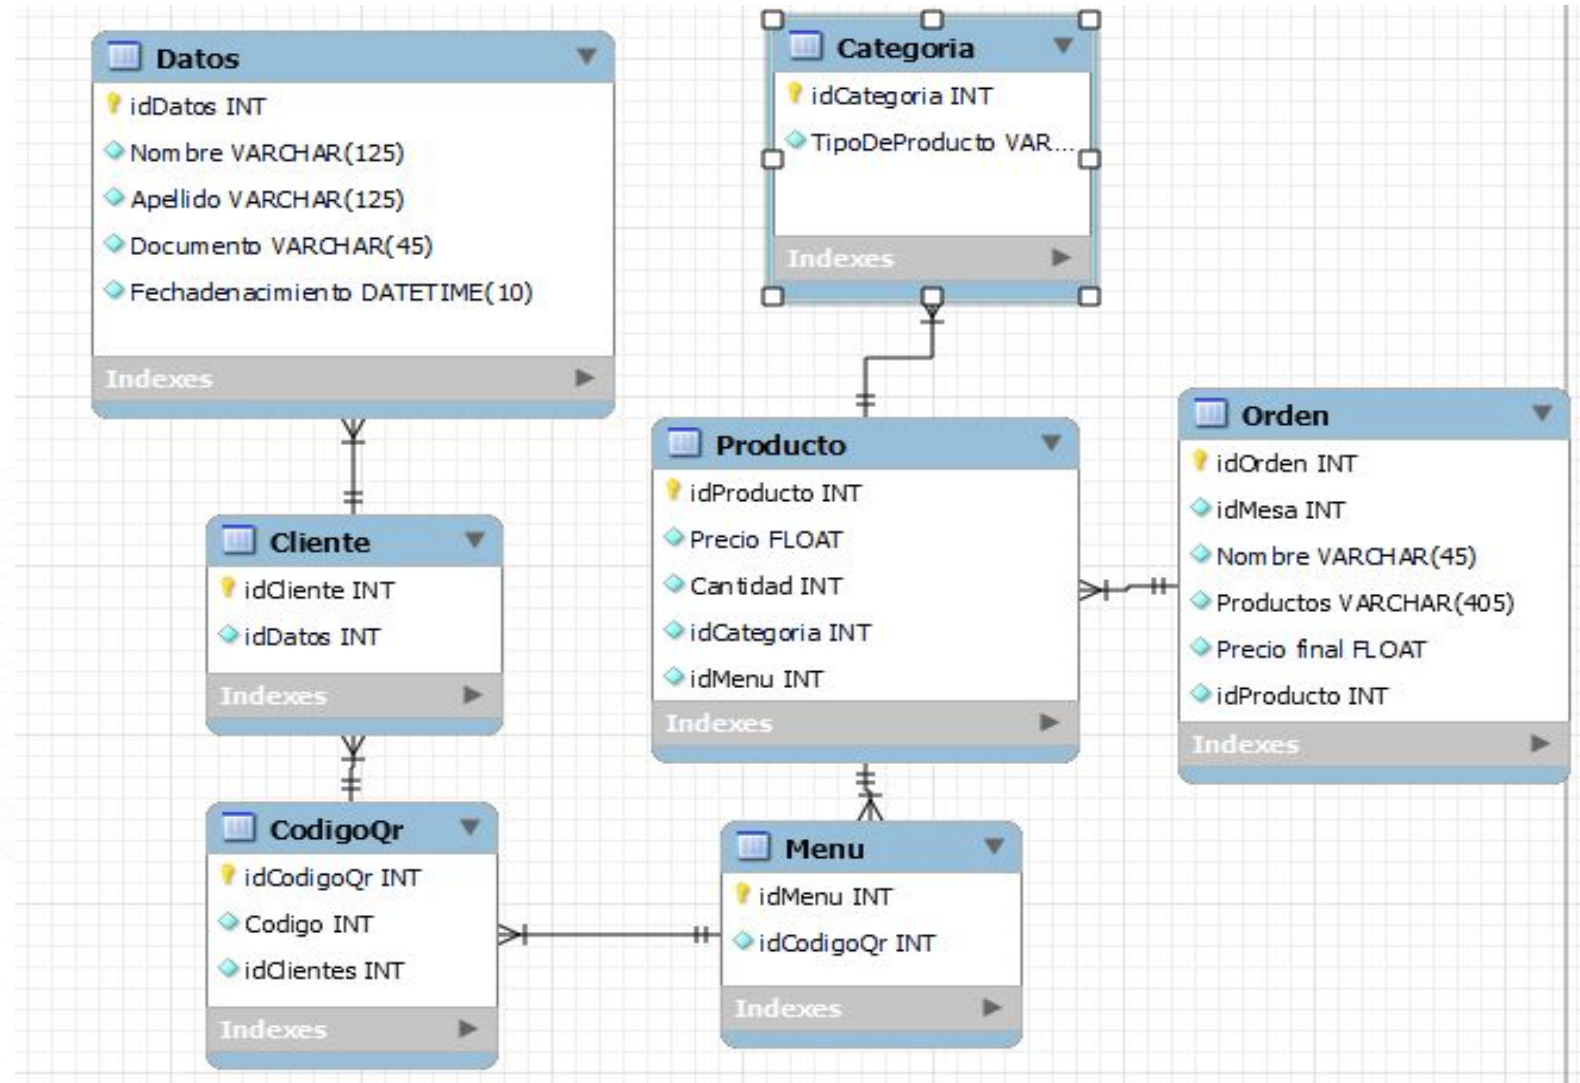 Datos
idDatos INT
Nombre VARCHAR(125)
Apellido VARCHAR(125)
Documento VARCHAR(45)
Fechadenacimiento DATETIME(10)
Indexes
Categoria
idCategoria INT
TipoDeProducto VAR...
Indexes
Cliente
idCliente INT
idDatos INT
Indexes
Producto
idProducto INT
Precio FLOAT
Cantidad INT
idCategoria INT
idMenu INT
Indexes
Orden
idOrden INT
idMesa INT
Nombre VARCHAR(45)
Productos VARCHAR(405)
Precio final FLOAT
idProducto INT
Indexes
CodigoQr
idCodigoQr INT
Codigo INT
idClientes INT
Indexes
Menu
idMenu INT
idCodigoQr INT
Indexes